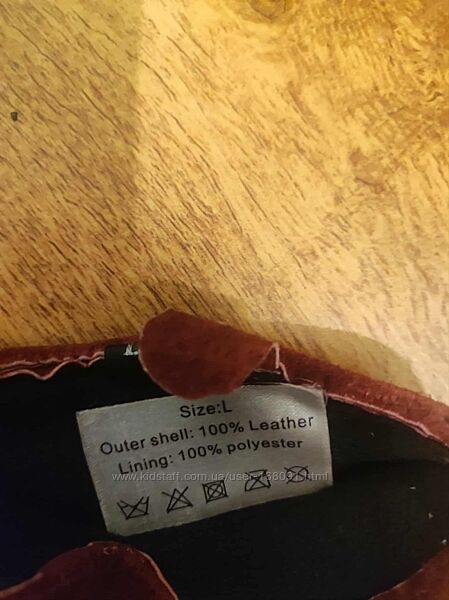 Size:L
Outer shell: 100% Leather
Lining: 100% polyester